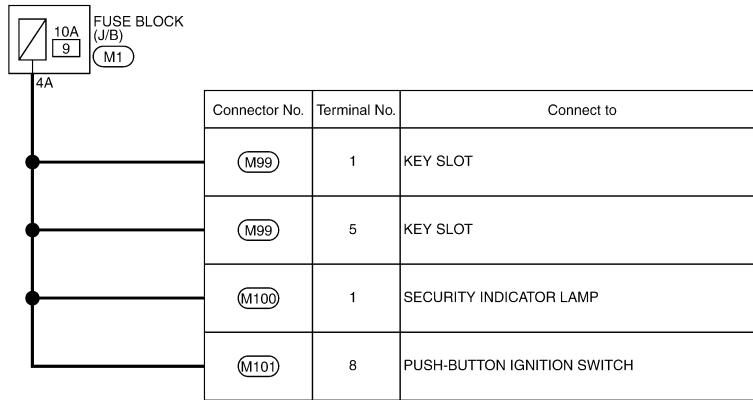 FUSE BLOCK
(J/B)
10A
9
M1
4A
Connector No. Terminal No. Connect to
M99 1 KEY SLOT
M99 5 KEY SLOT
M100 1 SECURITY INDICATOR LAMP
M101 8 PUSH-BUTTON IGNITION SWITCH